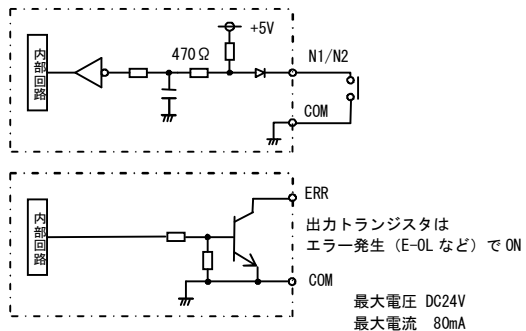 +5V
470Ω
N1/N2
内部回路
COM
ERR
内部回路
出力トランジスタは
エラー発生（E-OL など）で ON
COM
最大電圧 DC24V
最大電流 80mA